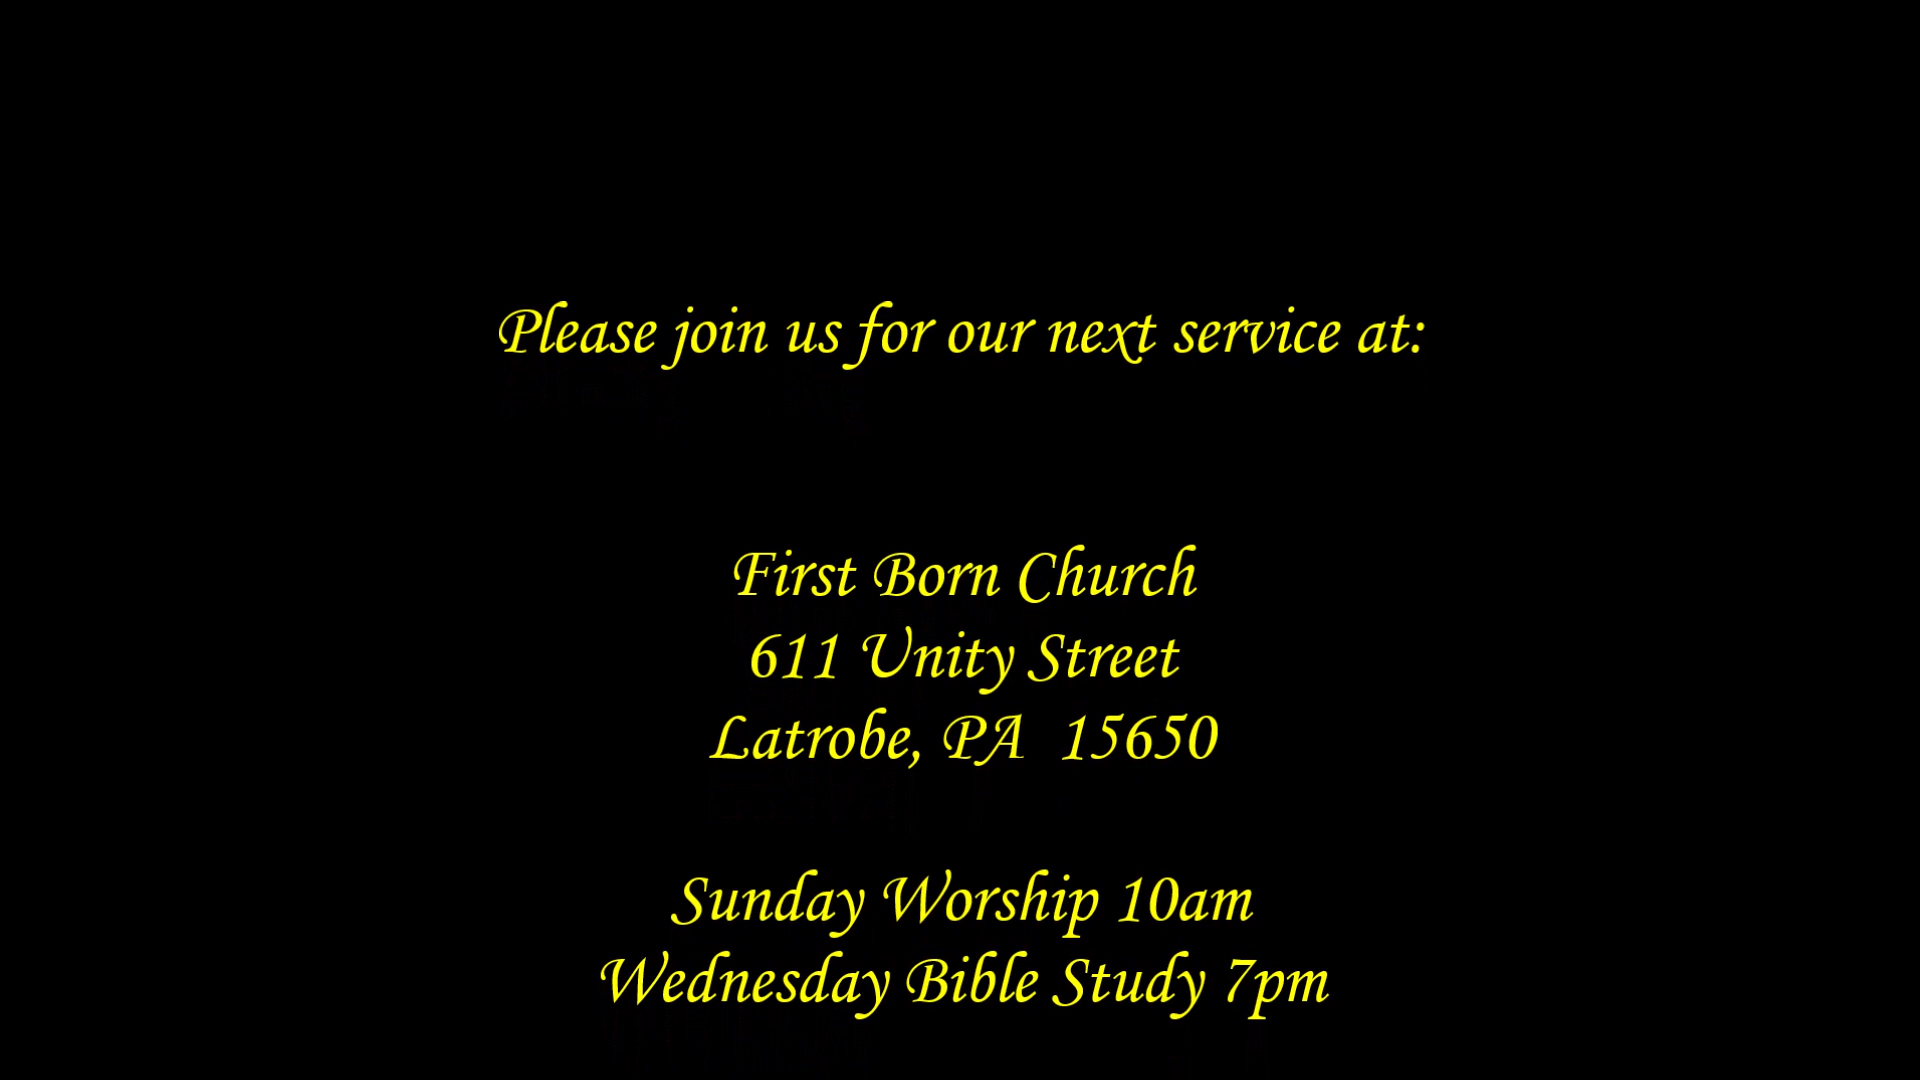 Please join us for our next service at:
First Born Church
611 Unity Street
Latrobe, PA  15650
Sunday Worship 10am
Wednesday Bible Study 7pm